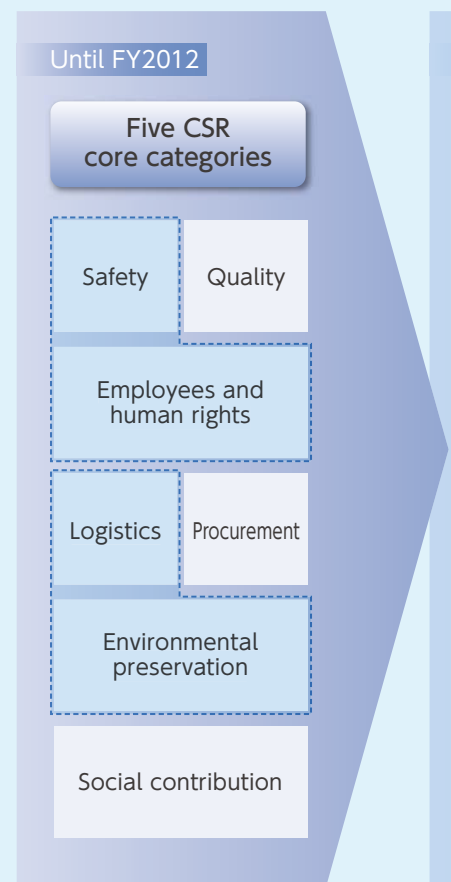 Until FY2012
Five CSR
core categories
Safety
Quality
Employees and
human rights
Logistics
Procurement
Environmental
preservation
Social contribution